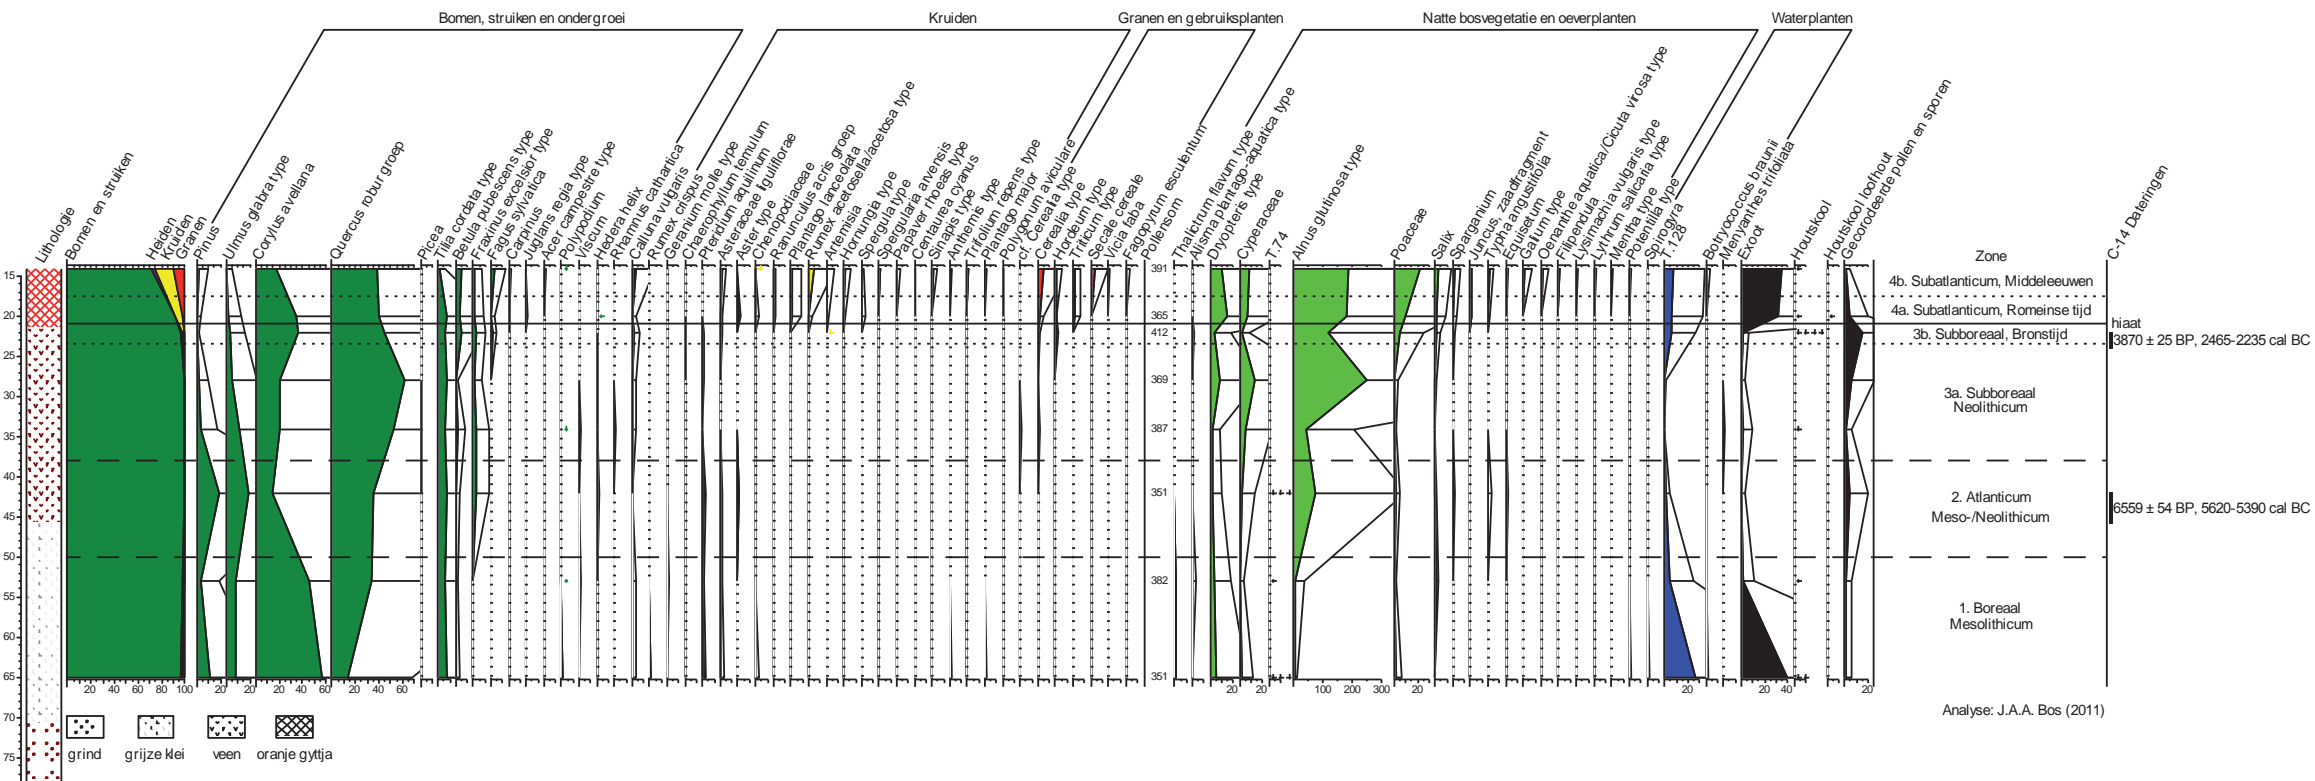 Bomen, struiken en ondergroei
Kruiden
Granen en gebruiksplanten
Natte bosvegetatie en oeverplanten
Waterplanten
Lithologie
Bomen en struiken
Heiden
Kruiden
Granen
Pinus
Ulmus glabra type
Corylus avellana
Quercus robur groep
Picea
Tilia cordata type
Betula pubescens type
Fraxinus excelsior type
Fagus sylvatica
Carpinus
Juglans regia type
Acer campestre type
Polypodium
Viscum
Hedera helix
Rhamnus cathartica
Calluna vulgaris
Rumex crispus
Geranium molle type
Chaerophyllum temulum
Pteridium aquilinum
Asteraceae liguliflorae
Aster type
Chenopodiaceae
Ranunculus acris groep
Plantago lanceolata
Rumex acetosella/acetosa type
Artemisia
Hornungia type
Spergula type
Spergularia arvensis
Papaver rhoeas type
Centaurea cyanus
Sinapis type
Anthemis type
Trifolium repens type
Plantago major
Polygonum aviculare
cf. Cerealia type
Cerealia type
Hordeum type
Triticum type
Secale cereale
Vicia faba
Fagopyrum esculentum
Pollensom
Thalictrum flavum type
Alisma plantago-aquatica type
Dryopteris type
Cyperaceae
T.74
Alnus glutinosa type
Poaceae
Salix
Sparganium
Juncus, zaadfragment
Typha angustifolia
Equisetum
Galium type
Oenanthe aquatica/Cicuta virosa type
Filipendula
Lysimachia vulgaris type
Lythrum salicaria type
Mentha type
Potentilla type
Spirogyra
T.128
Botryococcus braunii
Menyanthes trifoliata
Exoot
Houtskool
Houtskool loofhout
Gecorrodeerde pollen en sporen
Zone
C-14 Dateringen
15
20
25
30
35
40
45
50
55
60
65
70
75
391
365
412
369
387
351
382
351
4b. Subatlanticum, Middeleeuwen
4a. Subatlanticum, Romeinse tijd
hiaat
3b. Subboreaal, Bronstijd
3870 ± 25 BP, 2465-2235 cal BC
3a. Subboreaal
Neolithicum
2. Atlanticum
Meso-/Neolithicum
6559 ± 54 BP, 5620-5390 cal BC
1. Boreaal
Mesolithicum
20 40 60 80 100 20 20 20 40 60 20 40 60 20 20 100 200 300 20 20 20 40 20
Analyse: J.A.A. Bos (2011)
grind
grijze klei
veen
oranje gyttja